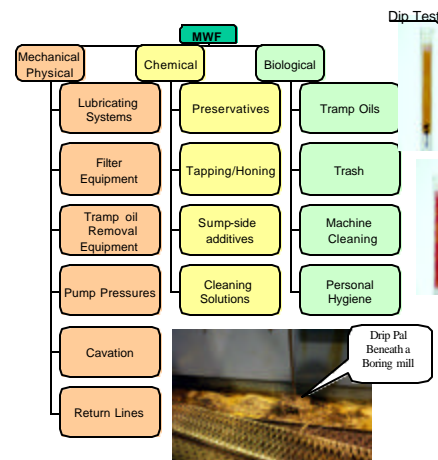 Dip Test
MWF
Mechanical
Physical
Chemical
Biological
Lubricating
Systems
Preservatives
Tramp Oils
Filter
Equipment
Tapping/Honing
Trash
Tramp oil
Removal
Equipment
Sump-side
additives
Machine
Cleaning
Pump Pressures
Cleaning
Solutions
Personal
Hygiene
Cavation
Return Lines
Drip Pal
Beneath a
Boring mill